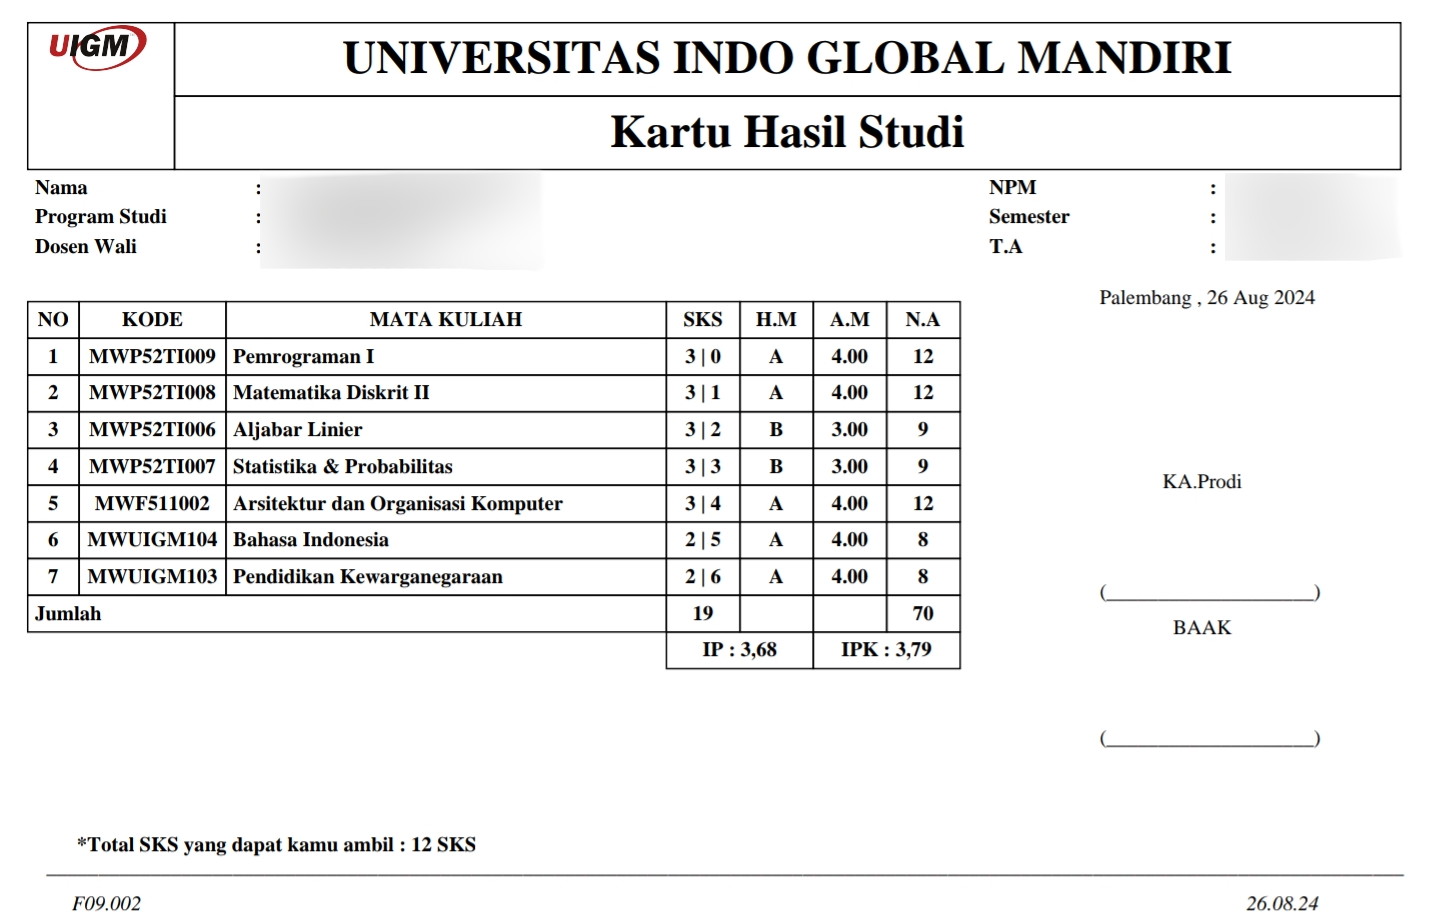 UIGM
UNIVERSITAS INDO GLOBAL MANDIRI
Kartu Hasil Studi
Nama :
Program Studi :
Dosen Wali :
NPM :
Semester :
T.A :
Palembang , 26 Aug 2024
NO KODE MATA KULIAH SKS H.M A.M N.A
1 MWP52TI009 Pemrograman I 3 | 0 A 4.00 12
2 MWP52TI008 Matematika Diskrit II 3 | 1 A 4.00 12
3 MWP52TI006 Aljabar Linier 3 | 2 B 3.00 9
4 MWP52TI007 Statistika & Probabilitas 3 | 3 B 3.00 9
5 MWF511002 Arsitektur dan Organisasi Komputer 3 | 4 A 4.00 12
6 MWUIGM104 Bahasa Indonesia 2 | 5 A 4.00 8
7 MWUIGM103 Pendidikan Kewarganegaraan 2 | 6 A 4.00 8
Jumlah 19 70
IP : 3,68 IPK : 3,79
KA.Prodi
(____________________)
BAAK
(____________________)
*Total SKS yang dapat kamu ambil : 12 SKS
F09.002 26.08.24